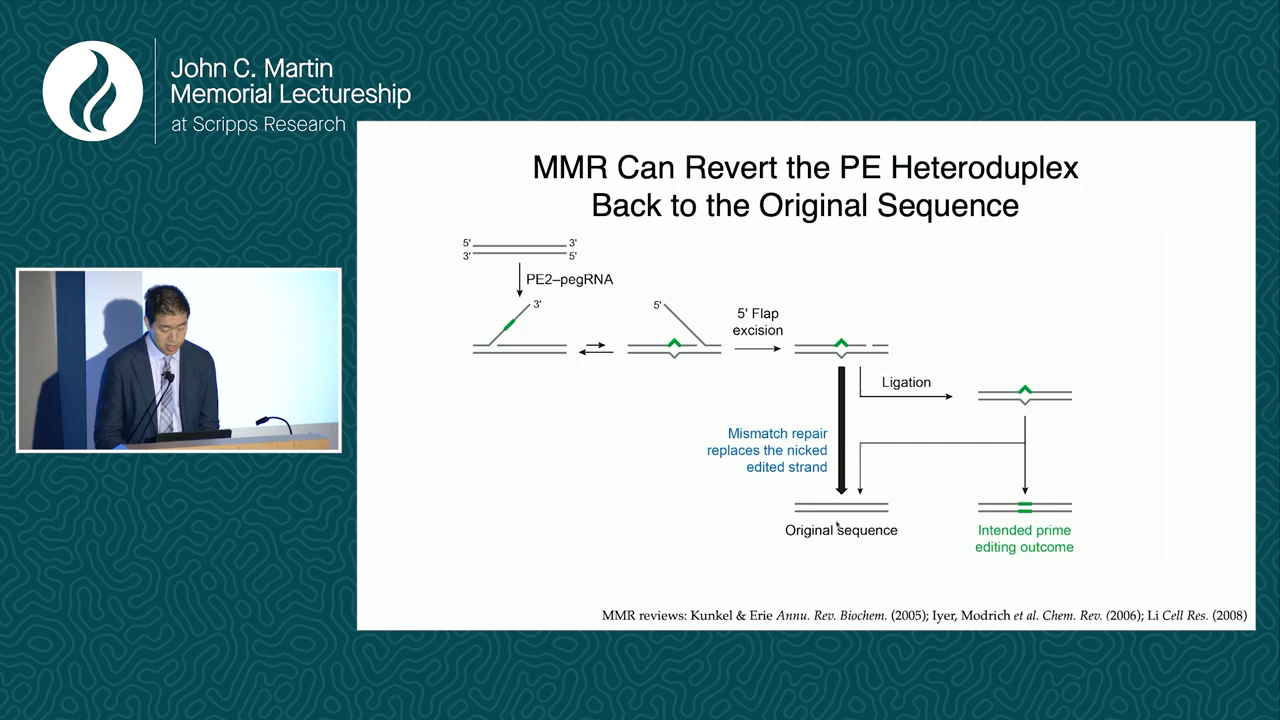 John C. Martin
Memorial Lectureship
at Scripps Research
MMR Can Revert the PE Heteroduplex
Back to the Original Sequence
5' 3'
3' 5'
PE2–pegRNA
3'
5'
5' Flap
excision
Ligation
Mismatch repair
replaces the nicked
edited strand
Original sequence
Intended prime
editing outcome
MMR reviews: Kunkel & Erie Annu. Rev. Biochem. (2005); Iyer, Modrich et al. Chem. Rev. (2006); Li Cell Res. (2008)